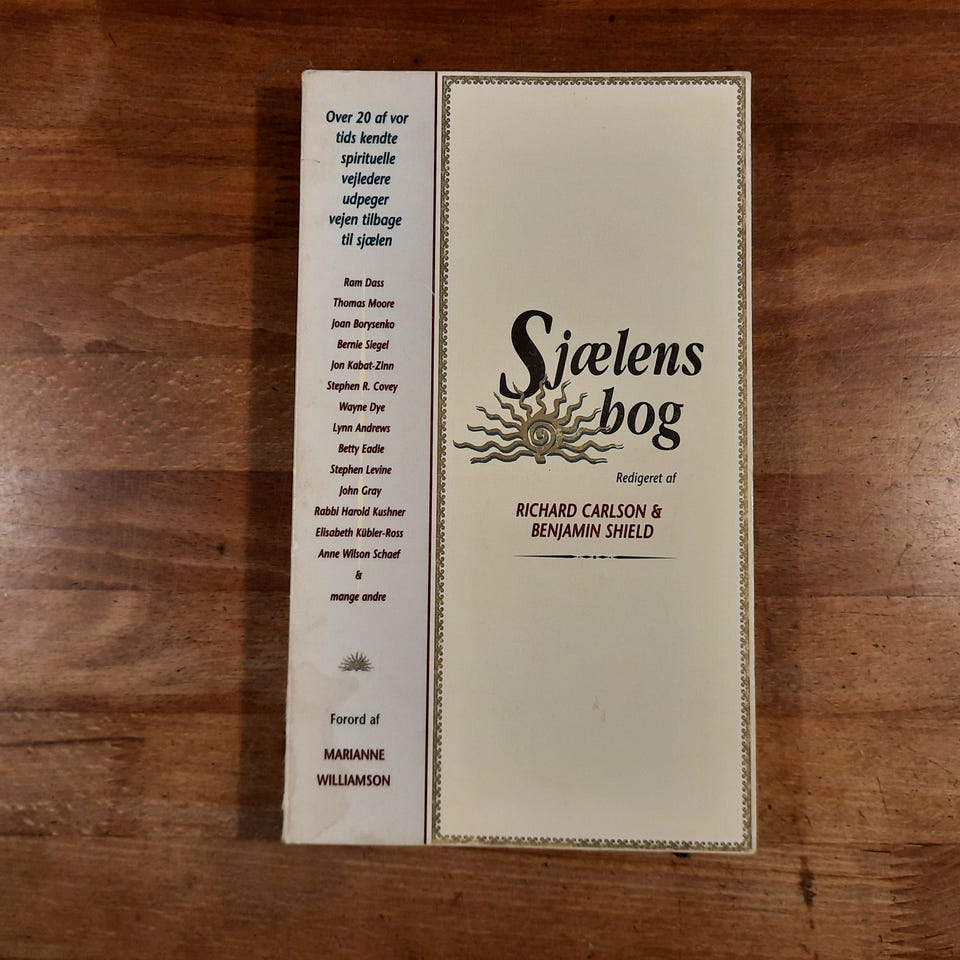 Over 20 af vor
tids kendte
spirituelle
vejledere
udpeger
vejen tilbage
til sjælen
Ram Dass
Thomas Moore
Joan Borysenko
Bernie Siegel
Jon Kabat-Zinn
Stephen R. Covey
Wayne Dye
Lynn Andrews
Betty Eadle
Stephen Levine
John Gray
Rabbi Harold Kushner
Elisabeth Kübler-Ross
Anne Wilson Schaef
&
mange andre
Forord af
MARIANNE
WILLIAMSON
Sjælens
bog
Redigeret af
RICHARD CARLSON &
BENJAMIN SHIELD